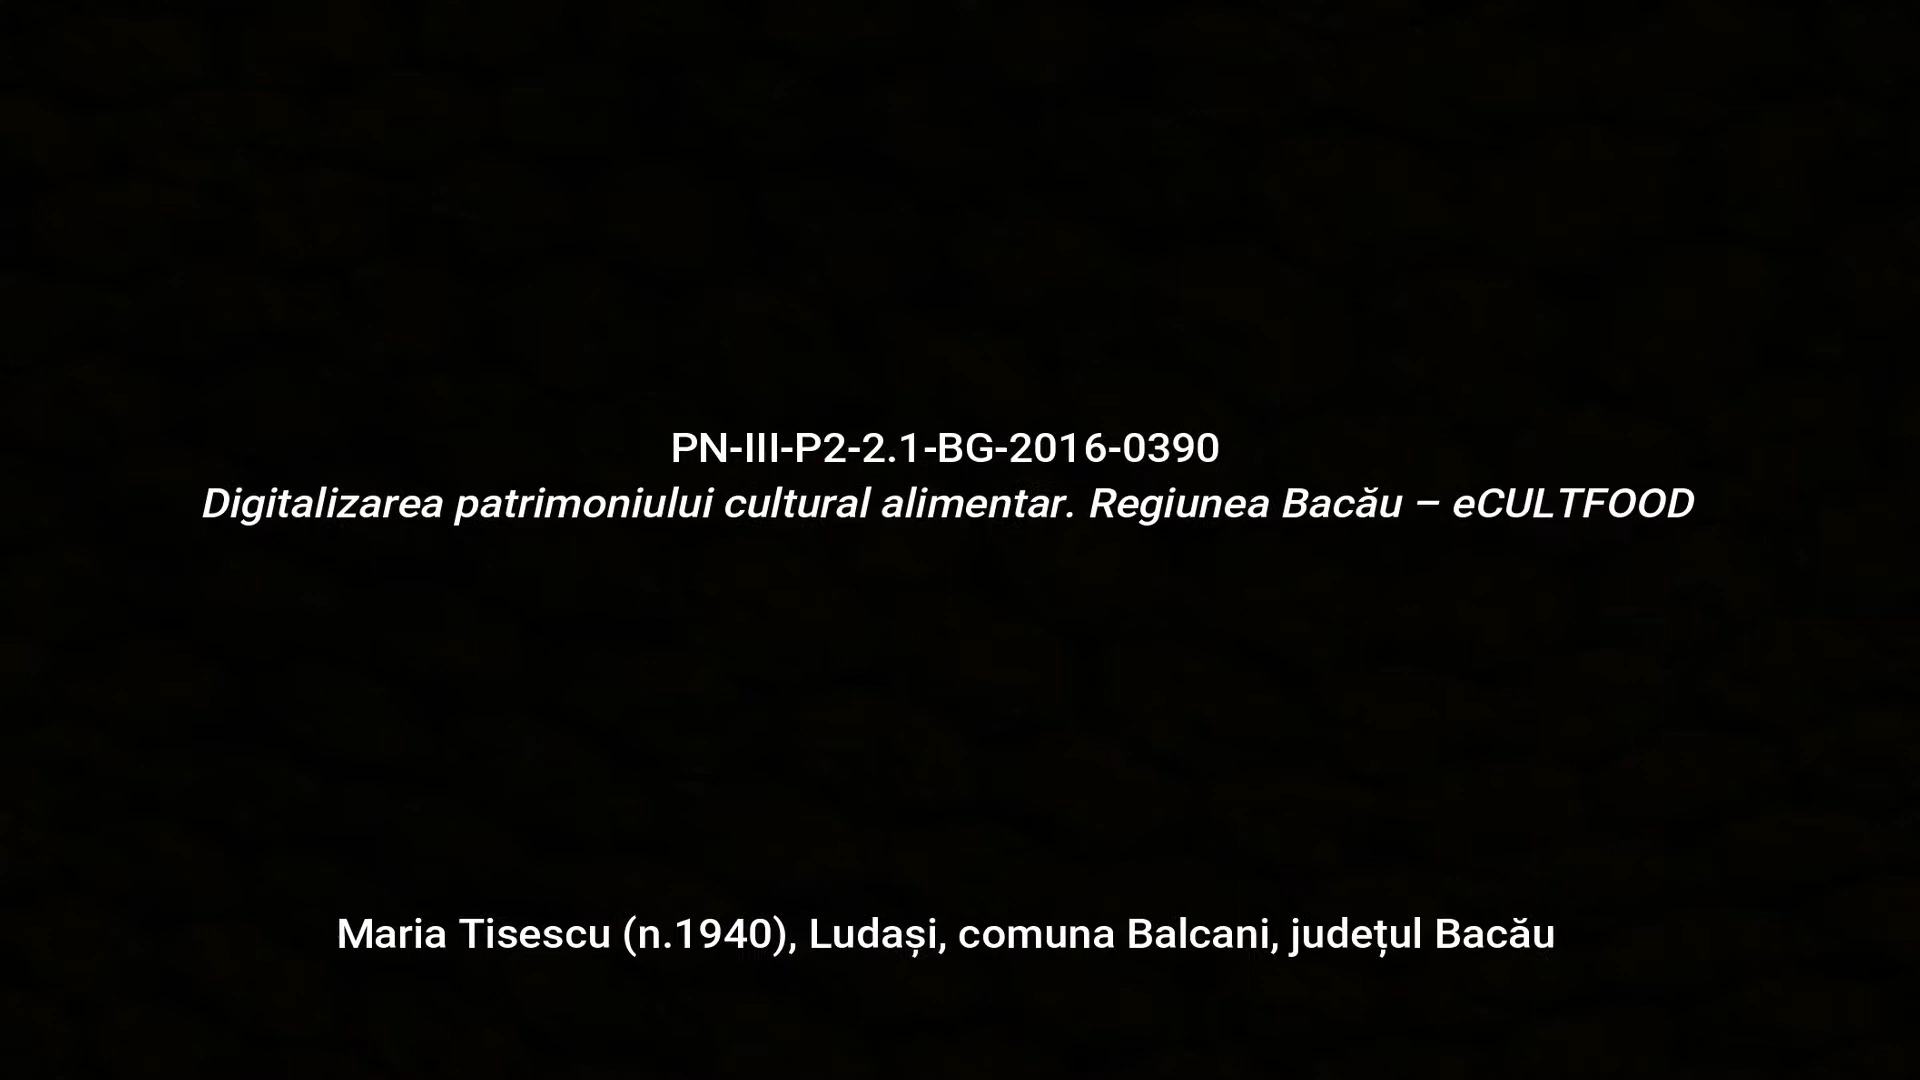 PN-III-P2-2.1-BG-2016-0390
Digitalizarea patrimoniului cultural alimentar. Regiunea Bacău – eCULTFOOD
Maria Tisescu (n.1940), Ludași, comuna Balcani, județul Bacău